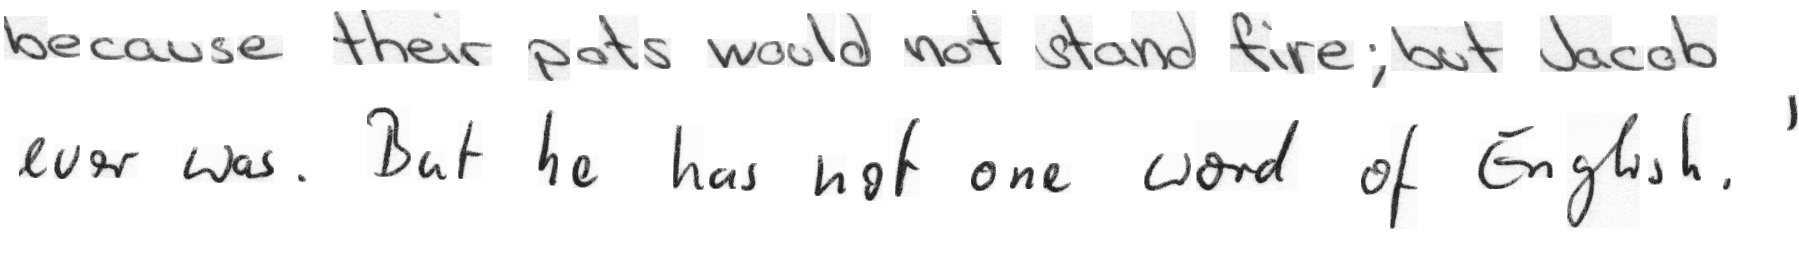 because their pots would not stand fire; but Jacob
ever was. But he has not one word of English.'